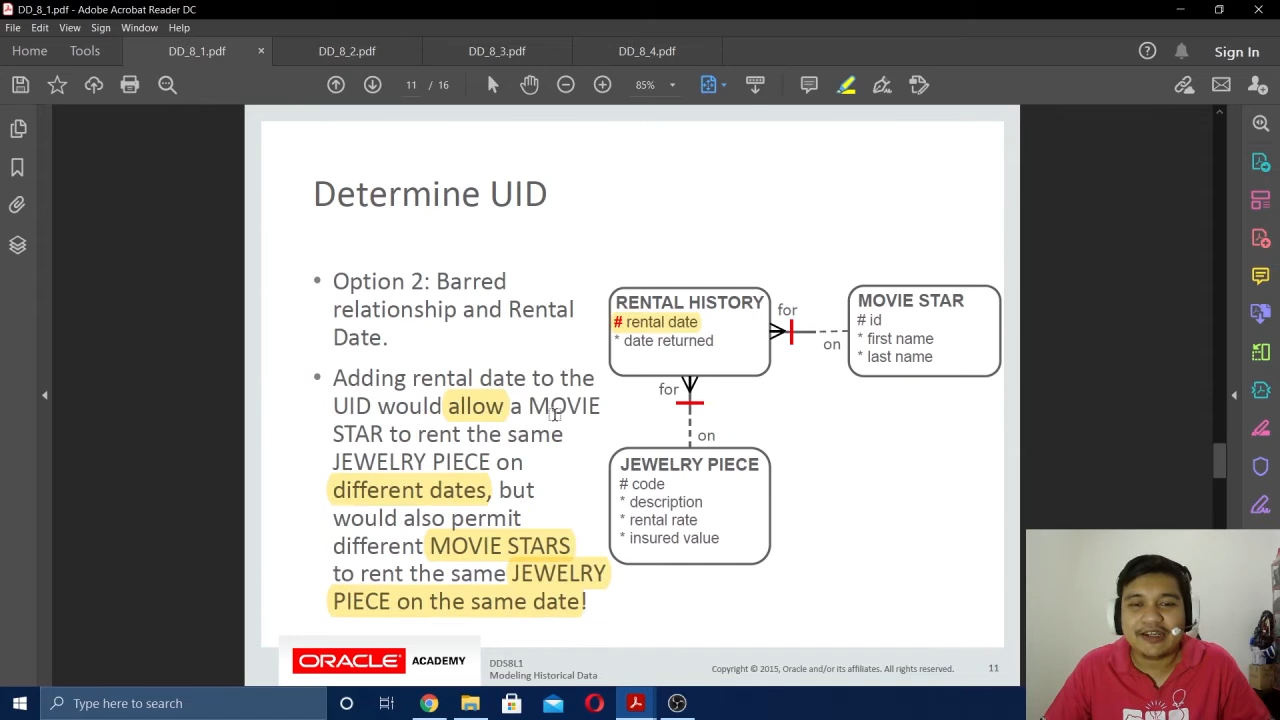 DD_8_1.pdf - Adobe Acrobat Reader DC
File Edit View Sign Window Help
Home Tools DD_8_1.pdf × DD_8_2.pdf DD_8_3.pdf DD_8_4.pdf Sign In
11 / 16 85%
Determine UID
• Option 2: Barred
relationship and Rental
Date.
• Adding rental date to the
UID would allow a MOVIE
STAR to rent the same
JEWELRY PIECE on
different dates, but
would also permit
different MOVIE STARS
to rent the same JEWELRY
PIECE on the same date!
RENTAL HISTORY
# rental date
* date returned
for
on
MOVIE STAR
# id
* first name
* last name
for
on
JEWELRY PIECE
# code
* description
* rental rate
* insured value
ORACLE ACADEMY
DDS8L1
Modeling Historical Data
Copyright © 2015, Oracle and/or its affiliates. All rights reserved.
11
Type here to search